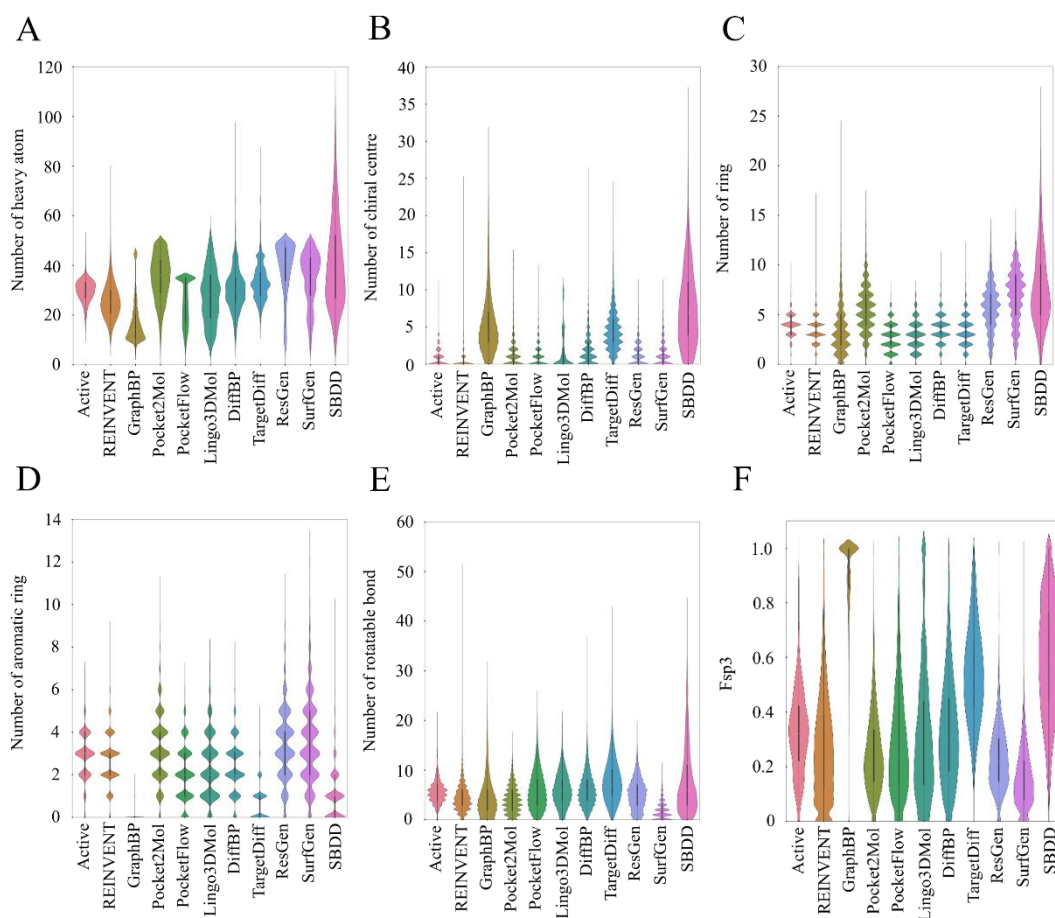 A
Number of heavy atom
120
100
80
60
40
20
0
Active
REINVENT
GraphBP
Pocket2Mol
PocketFlow
Lingo3DMol
DiffBP
TargetDiff
ResGen
SurfGen
SBDD
B
Number of chiral centre
40
35
30
25
20
15
10
5
0
Active
REINVENT
GraphBP
Pocket2Mol
PocketFlow
Lingo3DMol
DiffBP
TargetDiff
ResGen
SurfGen
SBDD
C
Number of ring
30
25
20
15
10
5
0
Active
REINVENT
GraphBP
Pocket2Mol
PocketFlow
Lingo3DMol
DiffBP
TargetDiff
ResGen
SurfGen
SBDD
D
Number of aromatic ring
14
12
10
8
6
4
2
0
Active
REINVENT
GraphBP
Pocket2Mol
PocketFlow
Lingo3DMol
DiffBP
TargetDiff
ResGen
SurfGen
SBDD
E
Number of rotatable bond
60
50
40
30
20
10
0
Active
REINVENT
GraphBP
Pocket2Mol
PocketFlow
Lingo3DMol
DiffBP
TargetDiff
ResGen
SurfGen
SBDD
F
Fsp3
1.0
0.8
0.6
0.4
0.2
0
Active
REINVENT
GraphBP
Pocket2Mol
PocketFlow
Lingo3DMol
DiffBP
TargetDiff
ResGen
SurfGen
SBDD